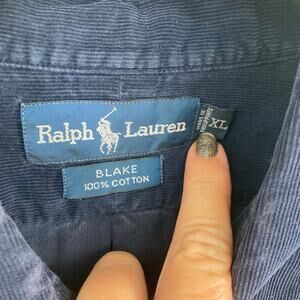 Ralph Lauren
XL
BLAKE
100% COTTON